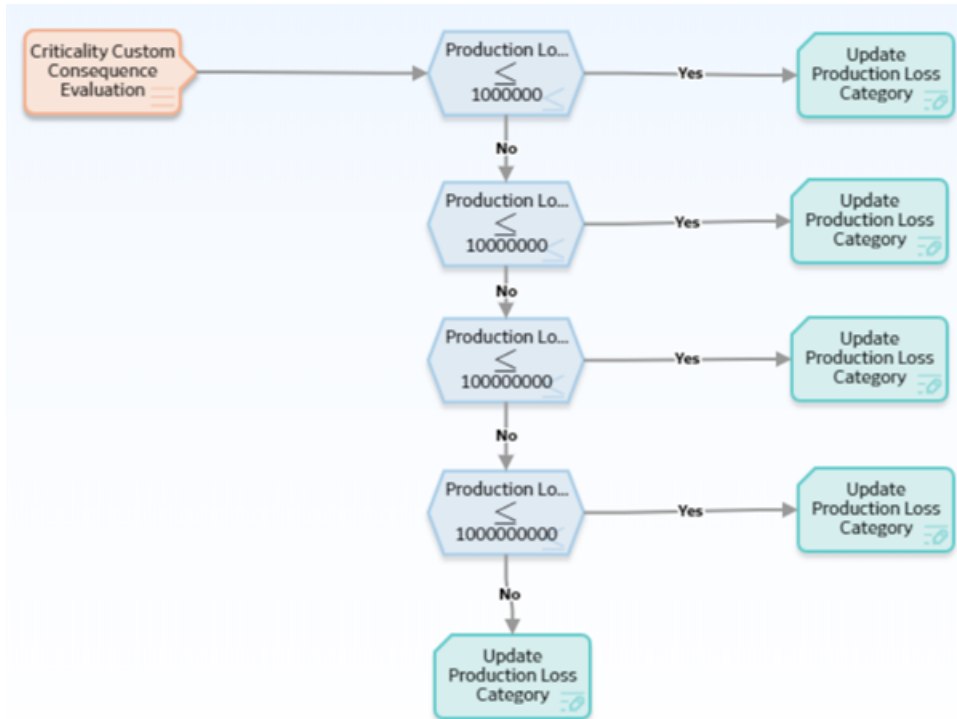 Criticality Custom
Consequence
Evaluation
Production Lo...
≤
1000000
Yes
Update
Production Loss
Category
No
Production Lo...
≤
10000000
Yes
Update
Production Loss
Category
No
Production Lo...
≤
100000000
Yes
Update
Production Loss
Category
No
Production Lo...
≤
1000000000
Yes
Update
Production Loss
Category
No
Update
Production Loss
Category